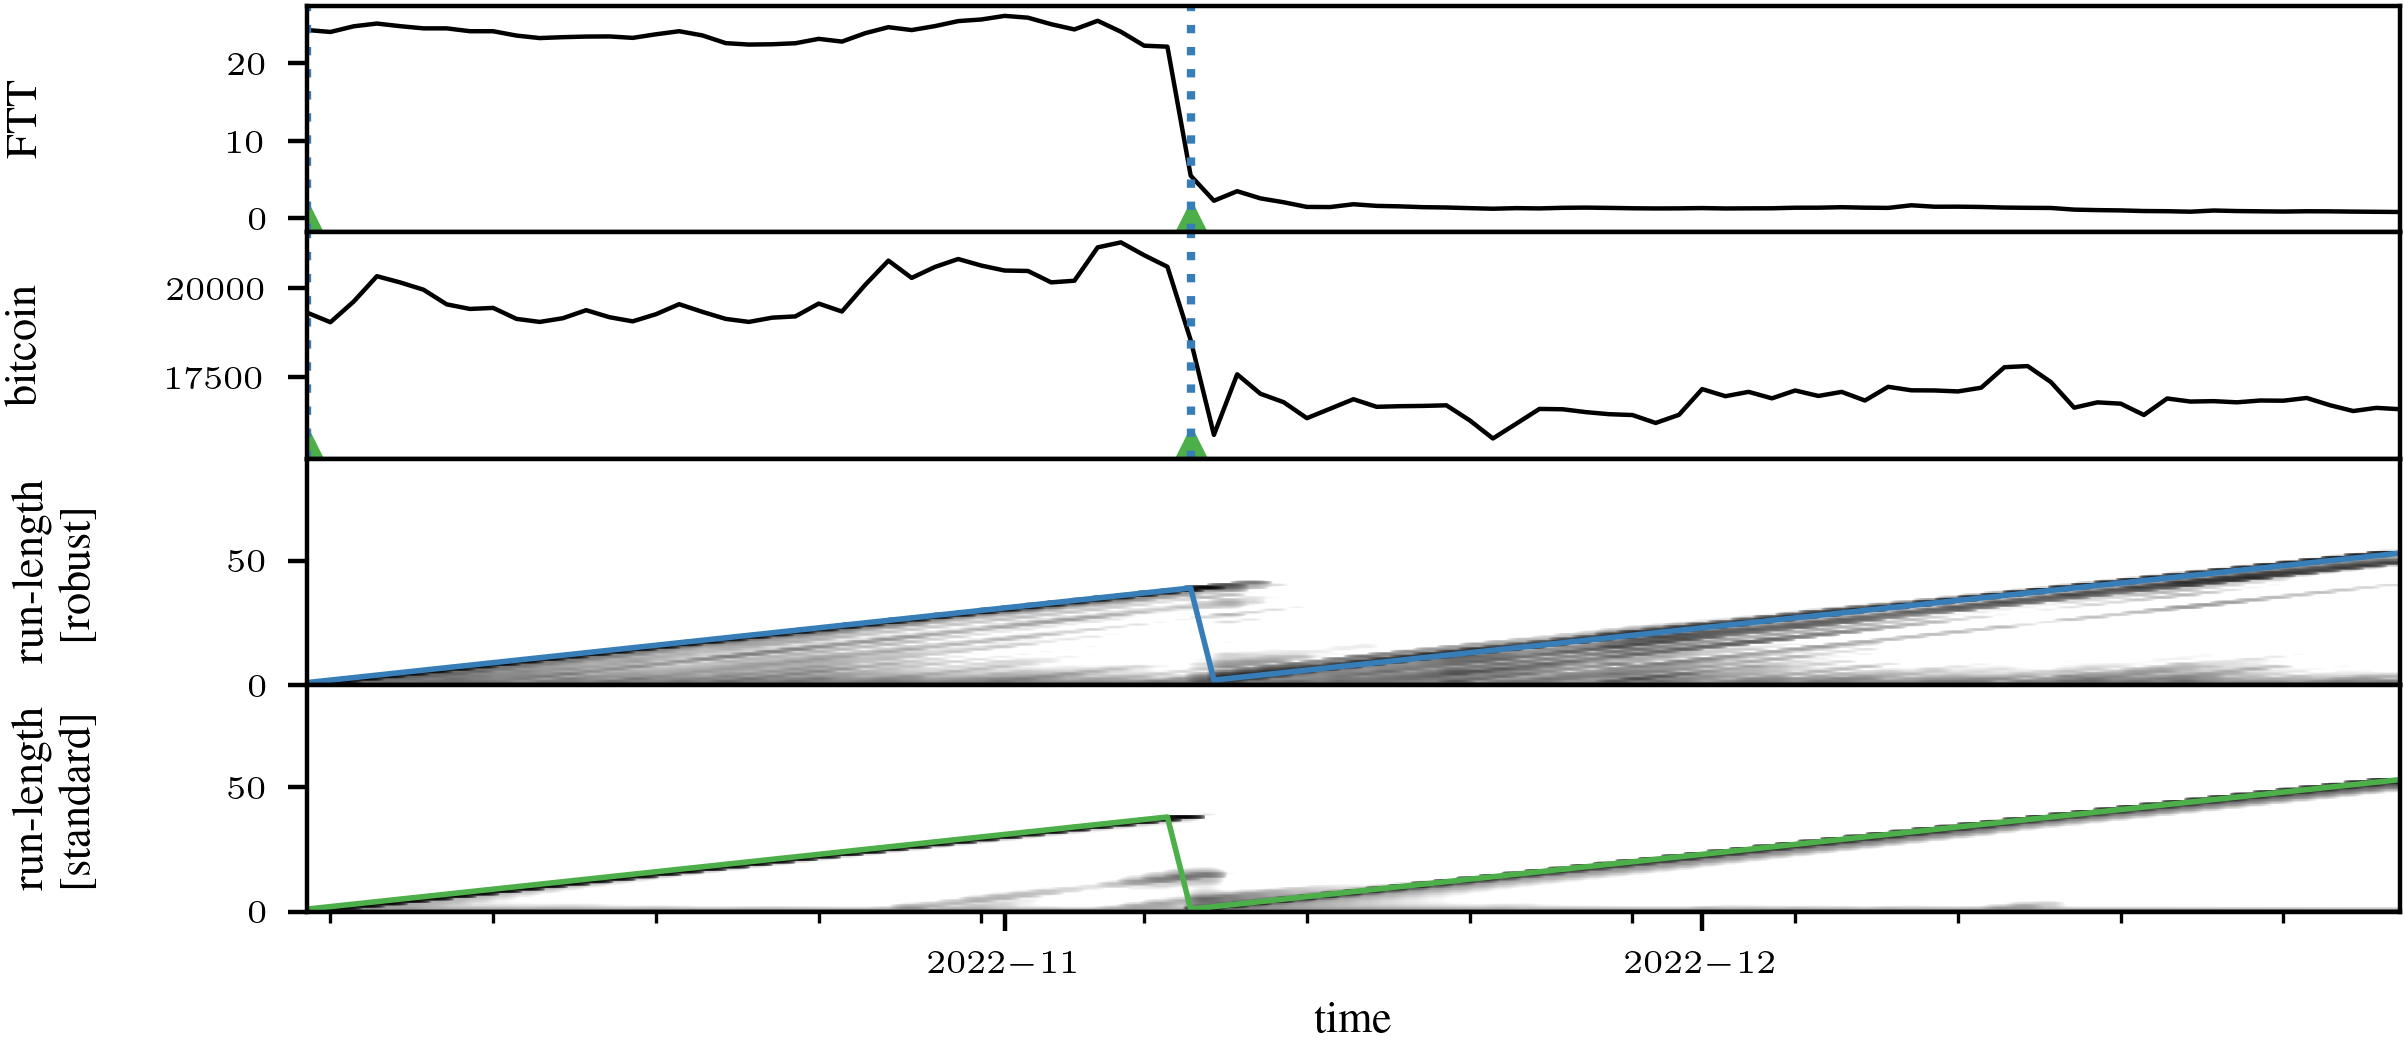 FTT
20
10
0
bitcoin
20000
17500
run-length
[robust]
50
0
run-length
[standard]
50
0
2022−11
2022−12
time